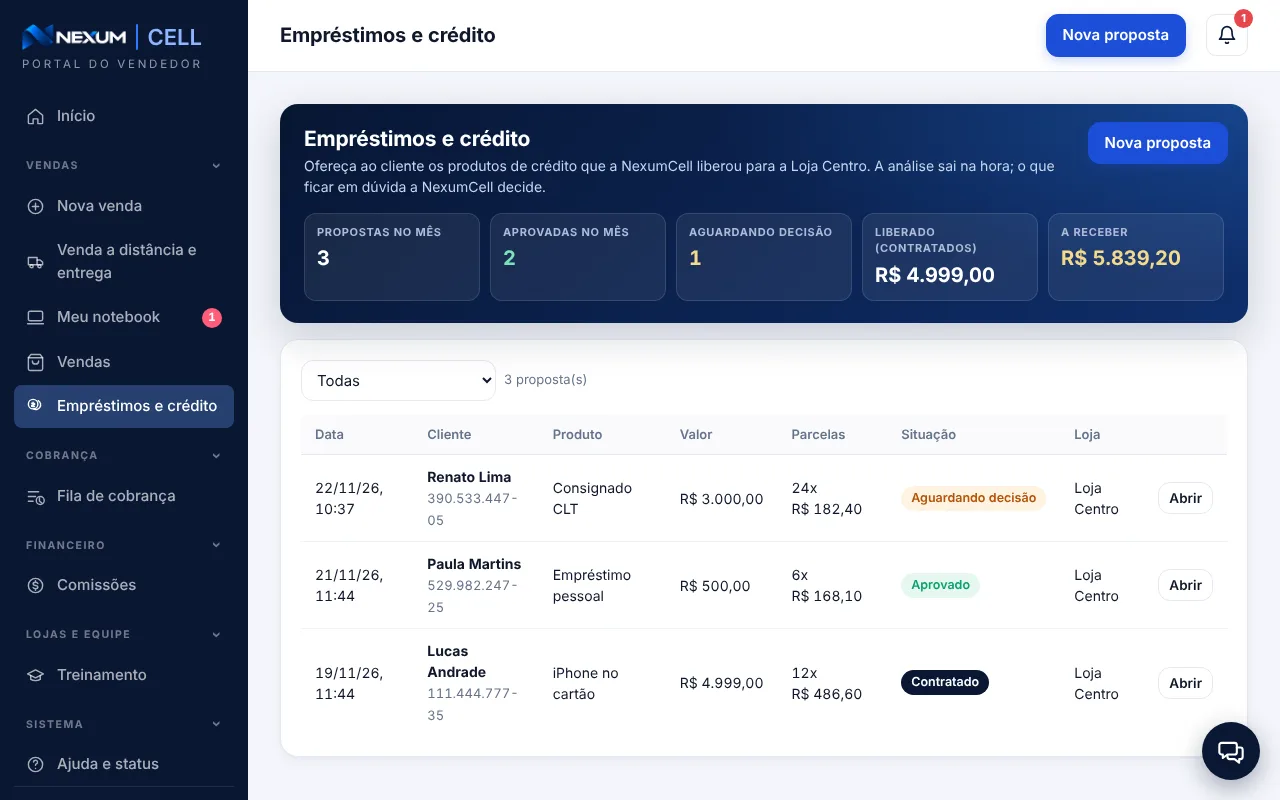 NEXUM | CELL
PORTAL DO VENDEDOR
Início
VENDAS
Nova venda
Venda a distância e
entrega
Meu notebook
1
Vendas
Empréstimos e crédito
COBRANÇA
Fila de cobrança
FINANCEIRO
Comissões
LOJAS E EQUIPE
Treinamento
SISTEMA
Ajuda e status
Empréstimos e crédito
Nova proposta
1
Empréstimos e crédito
Ofereça ao cliente os produtos de crédito que a NexumCell liberou para a Loja Centro. A análise sai na hora; o que
ficar em dúvida a NexumCell decide.
Nova proposta
PROPOSTAS NO MÊS
3
APROVADAS NO MÊS
2
AGUARDANDO DECISÃO
1
LIBERADO
(CONTRATADOS)
R$ 4.999,00
A RECEBER
R$ 5.839,20
Todas
3 proposta(s)
Data Cliente Produto Valor Parcelas Situação Loja
22/11/26,
10:37
Renato Lima
390.533.447-
05
Consignado
CLT
R$ 3.000,00
24x
R$ 182,40
Aguardando decisão
Loja
Centro
Abrir
21/11/26,
11:44
Paula Martins
529.982.247-
25
Empréstimo
pessoal
R$ 500,00
6x
R$ 168,10
Aprovado
Loja
Centro
Abrir
19/11/26,
11:44
Lucas
Andrade
111.444.777-
35
iPhone no
cartão
R$ 4.999,00
12x
R$ 486,60
Contratado
Loja
Centro
Abrir